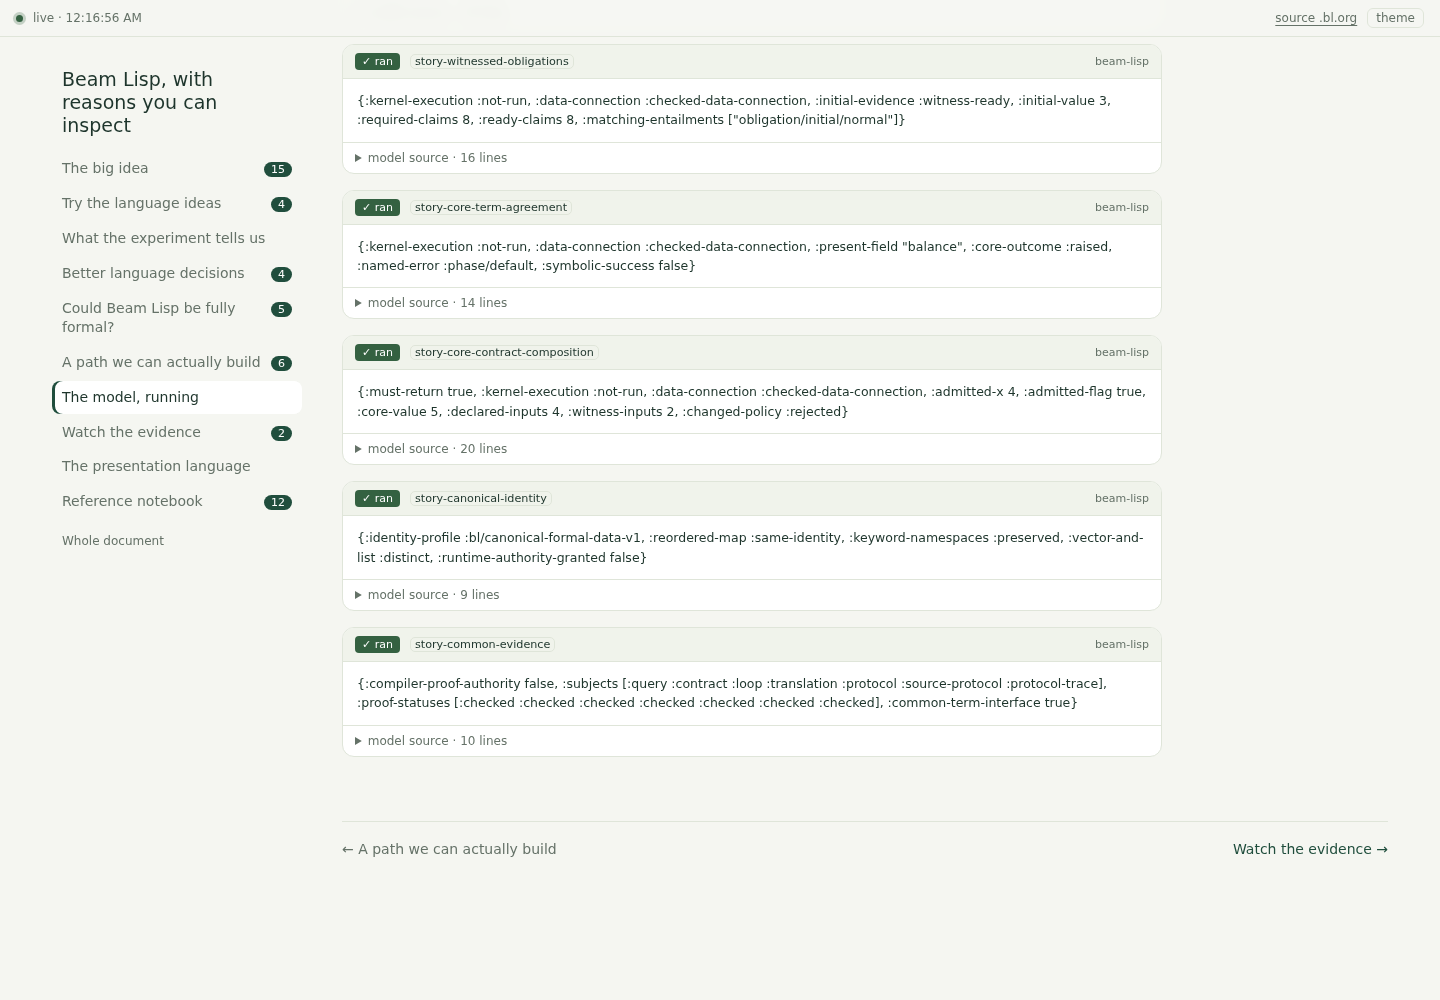 live · 12:16:56 AM
source .bl.org
theme
Beam Lisp, with
reasons you can
inspect
The big idea 15
Try the language ideas 4
What the experiment tells us
Better language decisions 4
Could Beam Lisp be fully
formal? 5
A path we can actually build 6
The model, running
Watch the evidence 2
The presentation language
Reference notebook 12
Whole document
✓ ran story-witnessed-obligations beam-lisp
{:kernel-execution :not-run, :data-connection :checked-data-connection, :initial-evidence :witness-ready, :initial-value 3,
:required-claims 8, :ready-claims 8, :matching-entailments ["obligation/initial/normal"]}
▶ model source · 16 lines
✓ ran story-core-term-agreement beam-lisp
{:kernel-execution :not-run, :data-connection :checked-data-connection, :present-field "balance", :core-outcome :raised,
:named-error :phase/default, :symbolic-success false}
▶ model source · 14 lines
✓ ran story-core-contract-composition beam-lisp
{:must-return true, :kernel-execution :not-run, :data-connection :checked-data-connection, :admitted-x 4, :admitted-flag true,
:core-value 5, :declared-inputs 4, :witness-inputs 2, :changed-policy :rejected}
▶ model source · 20 lines
✓ ran story-canonical-identity beam-lisp
{:identity-profile :bl/canonical-formal-data-v1, :reordered-map :same-identity, :keyword-namespaces :preserved, :vector-and-
list :distinct, :runtime-authority-granted false}
▶ model source · 9 lines
✓ ran story-common-evidence beam-lisp
{:compiler-proof-authority false, :subjects [:query :contract :loop :translation :protocol :source-protocol :protocol-trace],
:proof-statuses [:checked :checked :checked :checked :checked :checked :checked], :common-term-interface true}
▶ model source · 10 lines
← A path we can actually build
Watch the evidence →